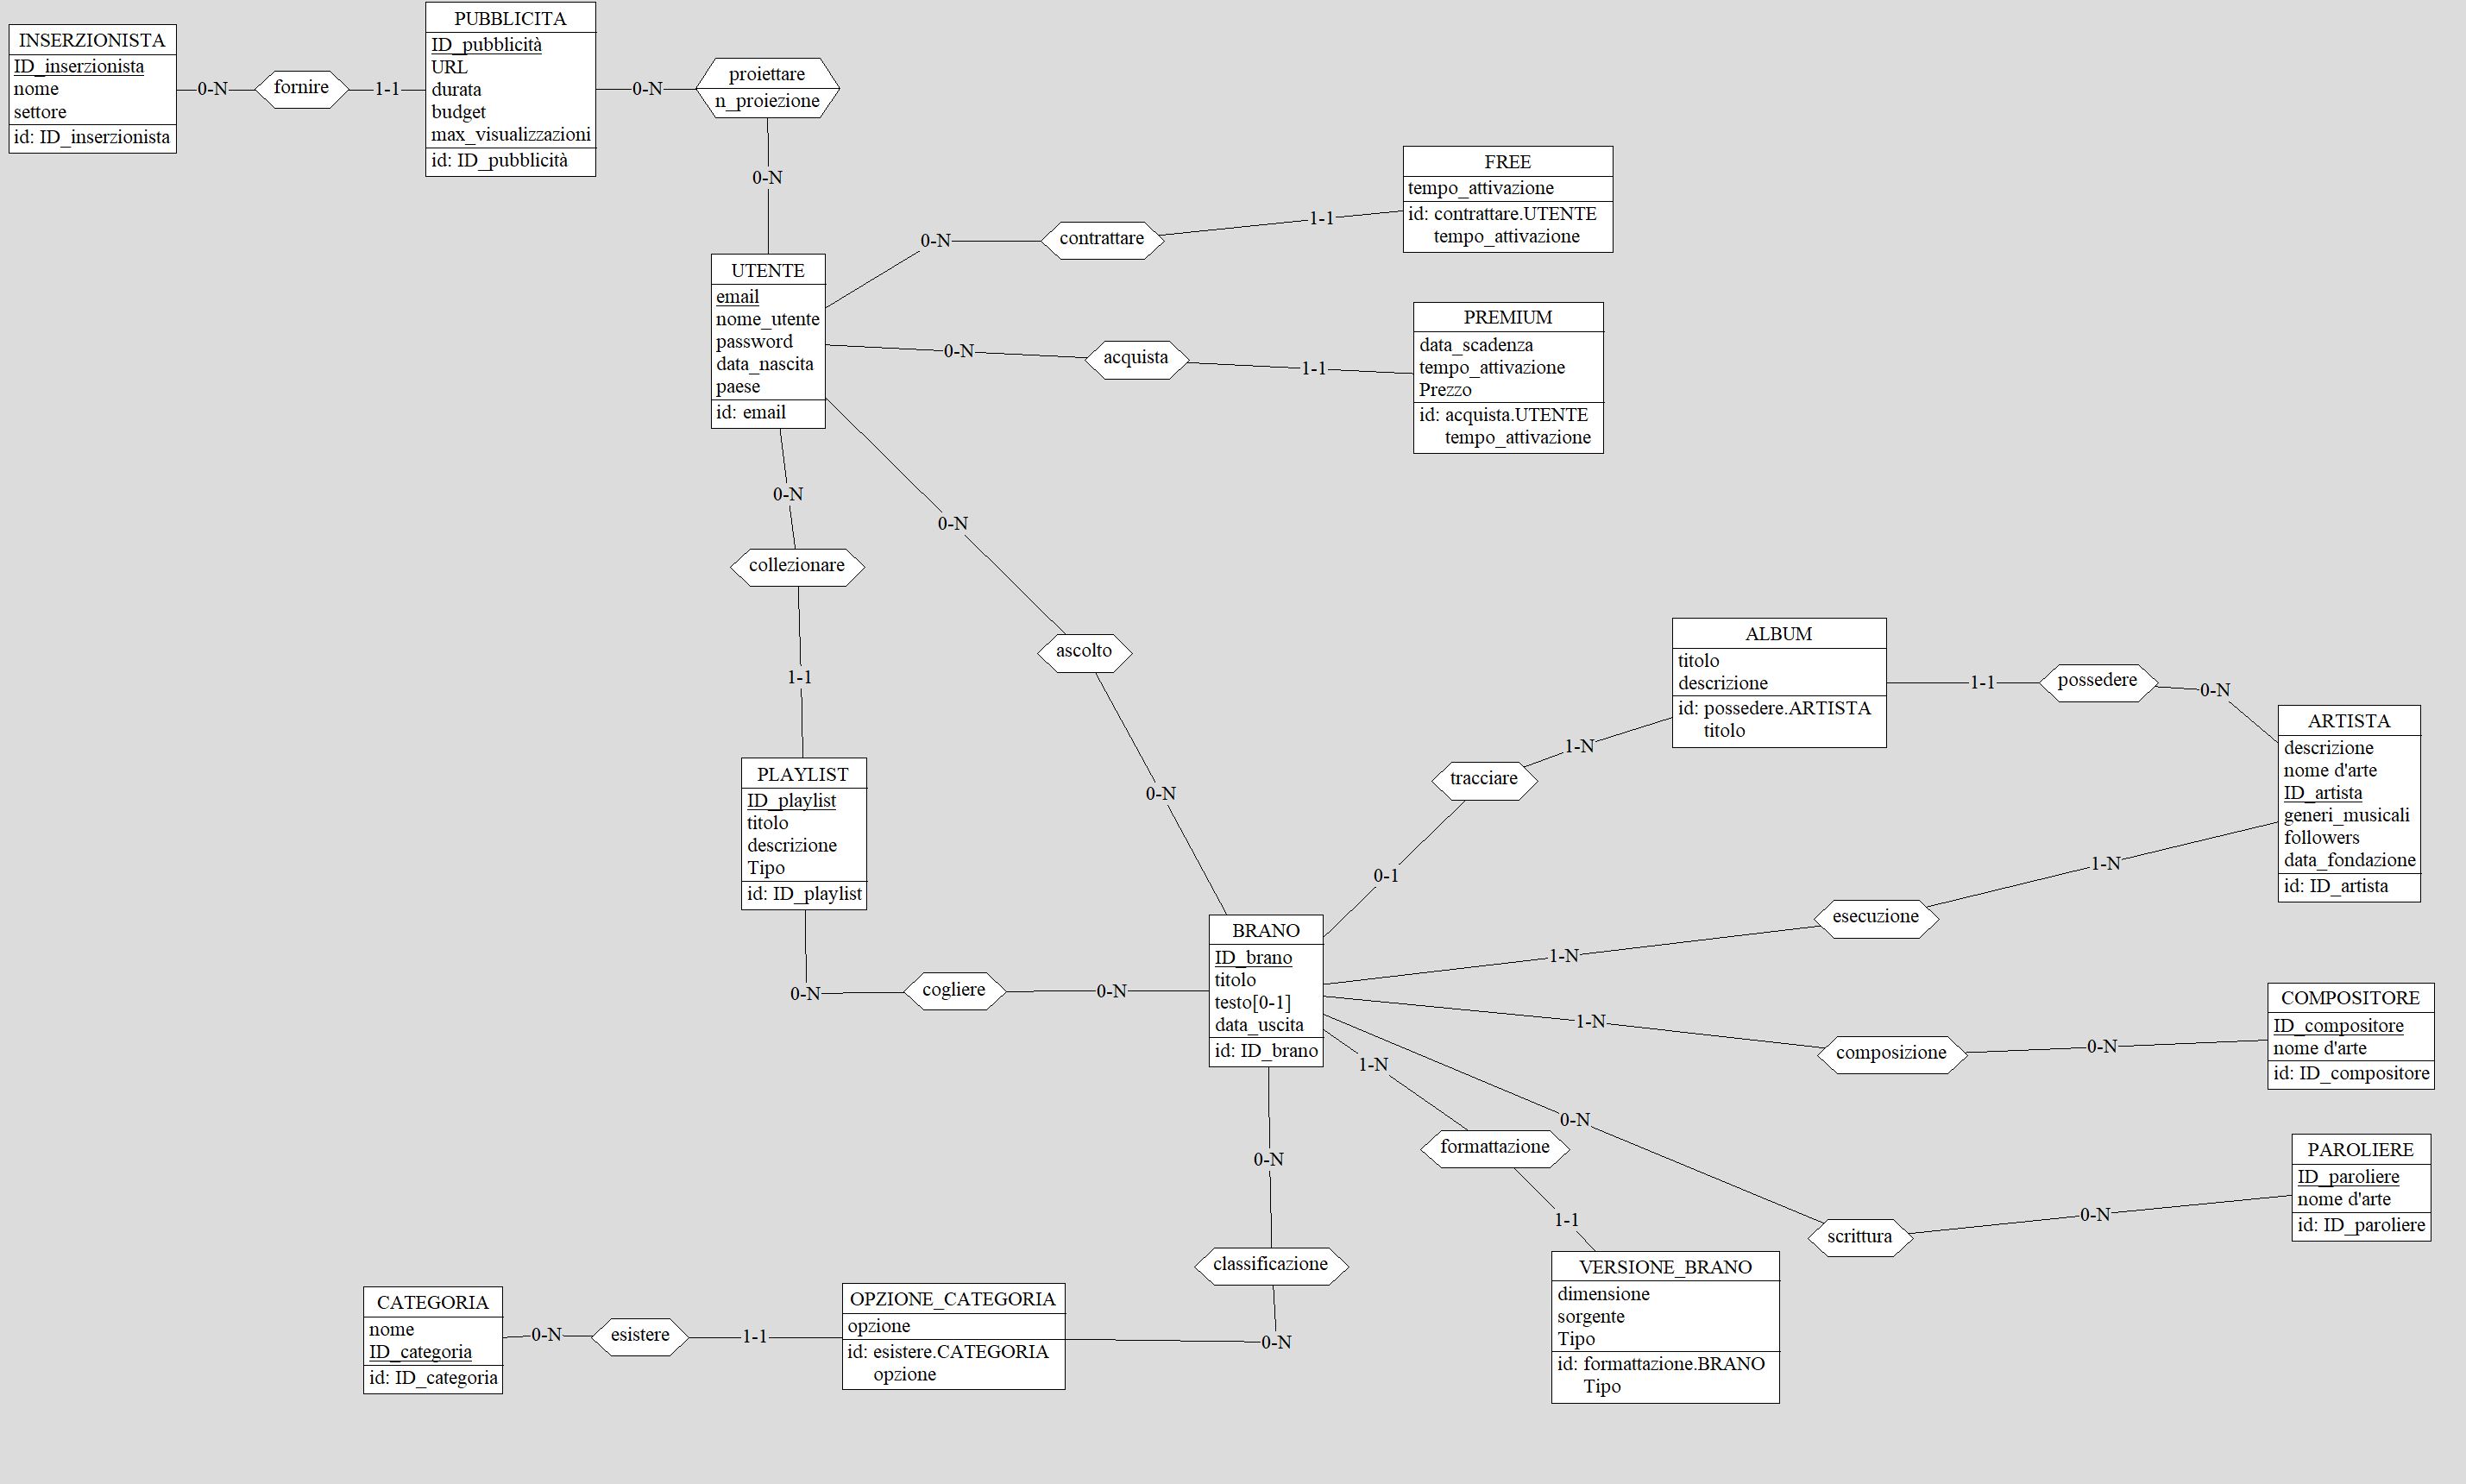 INSERZIONISTA
ID_inserzionista
nome
settore
id: ID_inserzionista
0-N
fornire
1-1
PUBBLICITA
ID_pubblicità
URL
durata
budget
max_visualizzazioni
id: ID_pubblicità
0-N
proiettare
n_proiezione
0-N
UTENTE
email
nome_utente
password
data_nascita
paese
id: email
0-N
contrattare
1-1
FREE
tempo_attivazione
id: contrattare.UTENTE
tempo_attivazione
0-N
acquista
1-1
PREMIUM
data_scadenza
tempo_attivazione
Prezzo
id: acquista.UTENTE
tempo_attivazione
0-N
collezionare
1-1
0-N
ascolto
0-N
PLAYLIST
ID_playlist
titolo
descrizione
Tipo
id: ID_playlist
0-N
cogliere
0-N
ALBUM
titolo
descrizione
id: possedere.ARTISTA
titolo
1-1
possedere
0-N
1-N
tracciare
0-1
ARTISTA
descrizione
nome d'arte
ID_artista
generi_musicali
followers
data_fondazione
id: ID_artista
1-N
esecuzione
1-N
BRANO
ID_brano
titolo
testo[0-1]
data_uscita
id: ID_brano
1-N
composizione
0-N
COMPOSITORE
ID_compositore
nome d'arte
id: ID_compositore
1-N
formattazione
1-1
0-N
scrittura
0-N
PAROLIERE
ID_paroliere
nome d'arte
id: ID_paroliere
VERSIONE_BRANO
dimensione
sorgente
Tipo
id: formattazione.BRANO
Tipo
0-N
classificazione
0-N
CATEGORIA
nome
ID_categoria
id: ID_categoria
0-N
esistere
1-1
OPZIONE_CATEGORIA
opzione
id: esistere.CATEGORIA
opzione